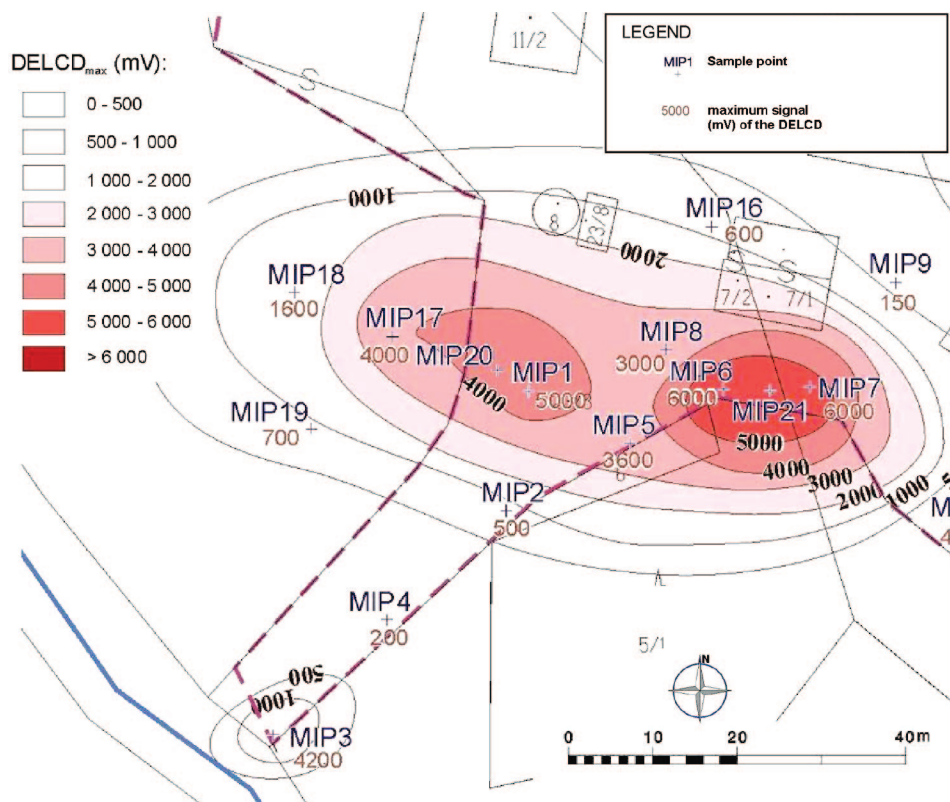 DELCDmax (mV):
0 - 500
500 - 1 000
1 000 - 2 000
2 000 - 3 000
3 000 - 4 000
4 000 - 5 000
5 000 - 6 000
> 6 000
LEGEND
MIP1 Sample point
5000 maximum signal
(mV) of the DELCD
11/2
S
1000
8
23/8
2000
MIP16
600
S
S
7/2
7/1
MIP9
150
MIP18
1600
MIP17
4000
MIP20
4000
MIP1
5000
MIP8
3000
MIP6
6000
MIP21
MIP7
6000
5000
4000
3000
2000
1000
MIP19
700
MIP5
3600
6
MIP2
500
M
4
MIP4
200
5/1
N
500
1000
MIP3
4200
0 10 20 40 m